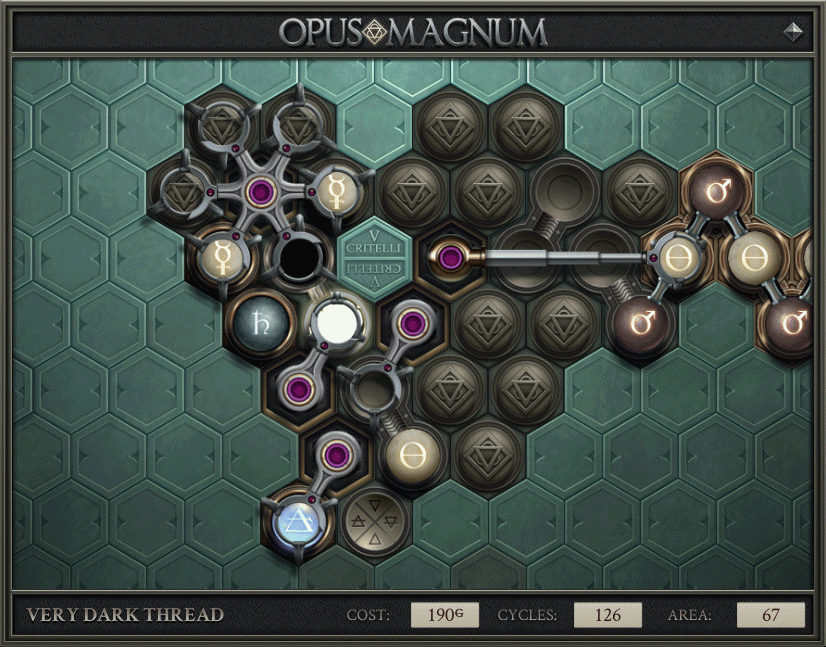 OPUS MAGNUM
V
CRITELLI
CRITELLI
V
VERY DARK THREAD COST: 190G CYCLES: 126 AREA: 67